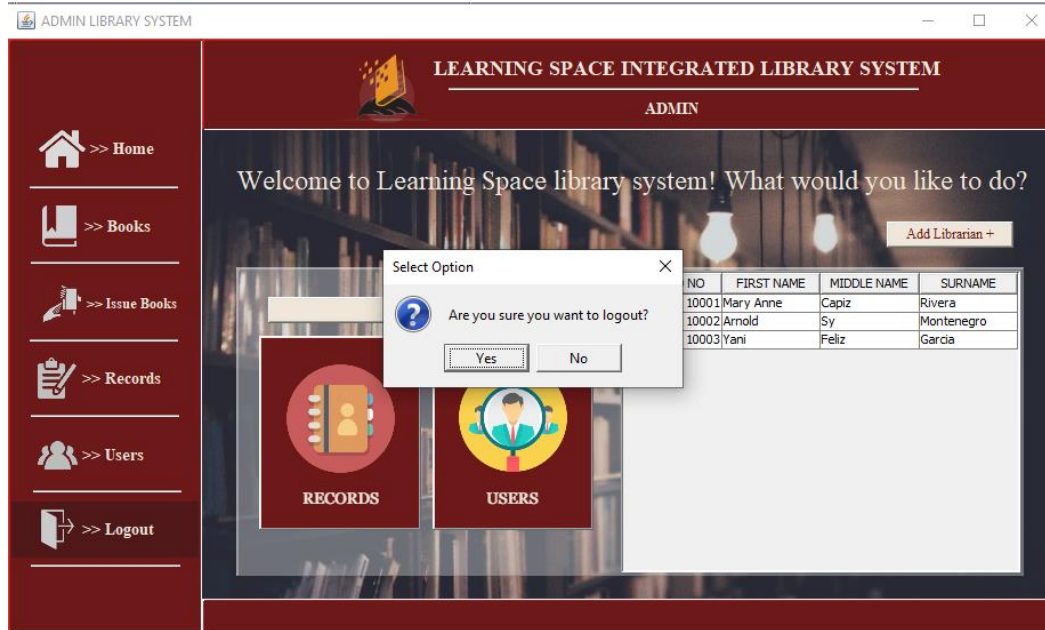 ADMIN LIBRARY SYSTEM
LEARNING SPACE INTEGRATED LIBRARY SYSTEM
ADMIN
>> Home
>> Books
>> Issue Books
>> Records
>> Users
>> Logout
Welcome to Learning Space library system! What would you like to do?
Add Librarian +
Select Option
Are you sure you want to logout?
Yes No
RECORDS
USERS
NO FIRST NAME MIDDLE NAME SURNAME
10001 Mary Anne Capiz Rivera
10002 Arnold Sy Montenegro
10003 Yani Feliz Garcia